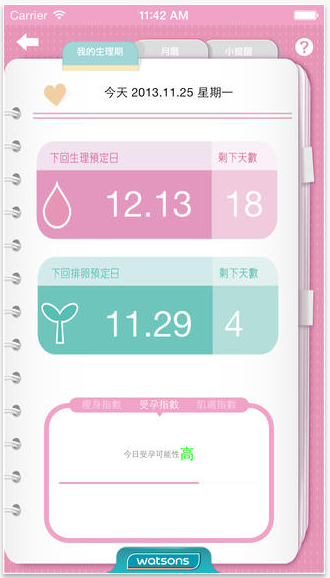 Carrier 11:42 AM
我的生理期 月曆 小提醒 ?
今天 2013.11.25 星期一
下回生理預定日 剩下天數
12.13 18
下回排卵預定日 剩下天數
11.29 4
瘦身指數 受孕指數 肌膚指數
今日受孕可能性高
watsons